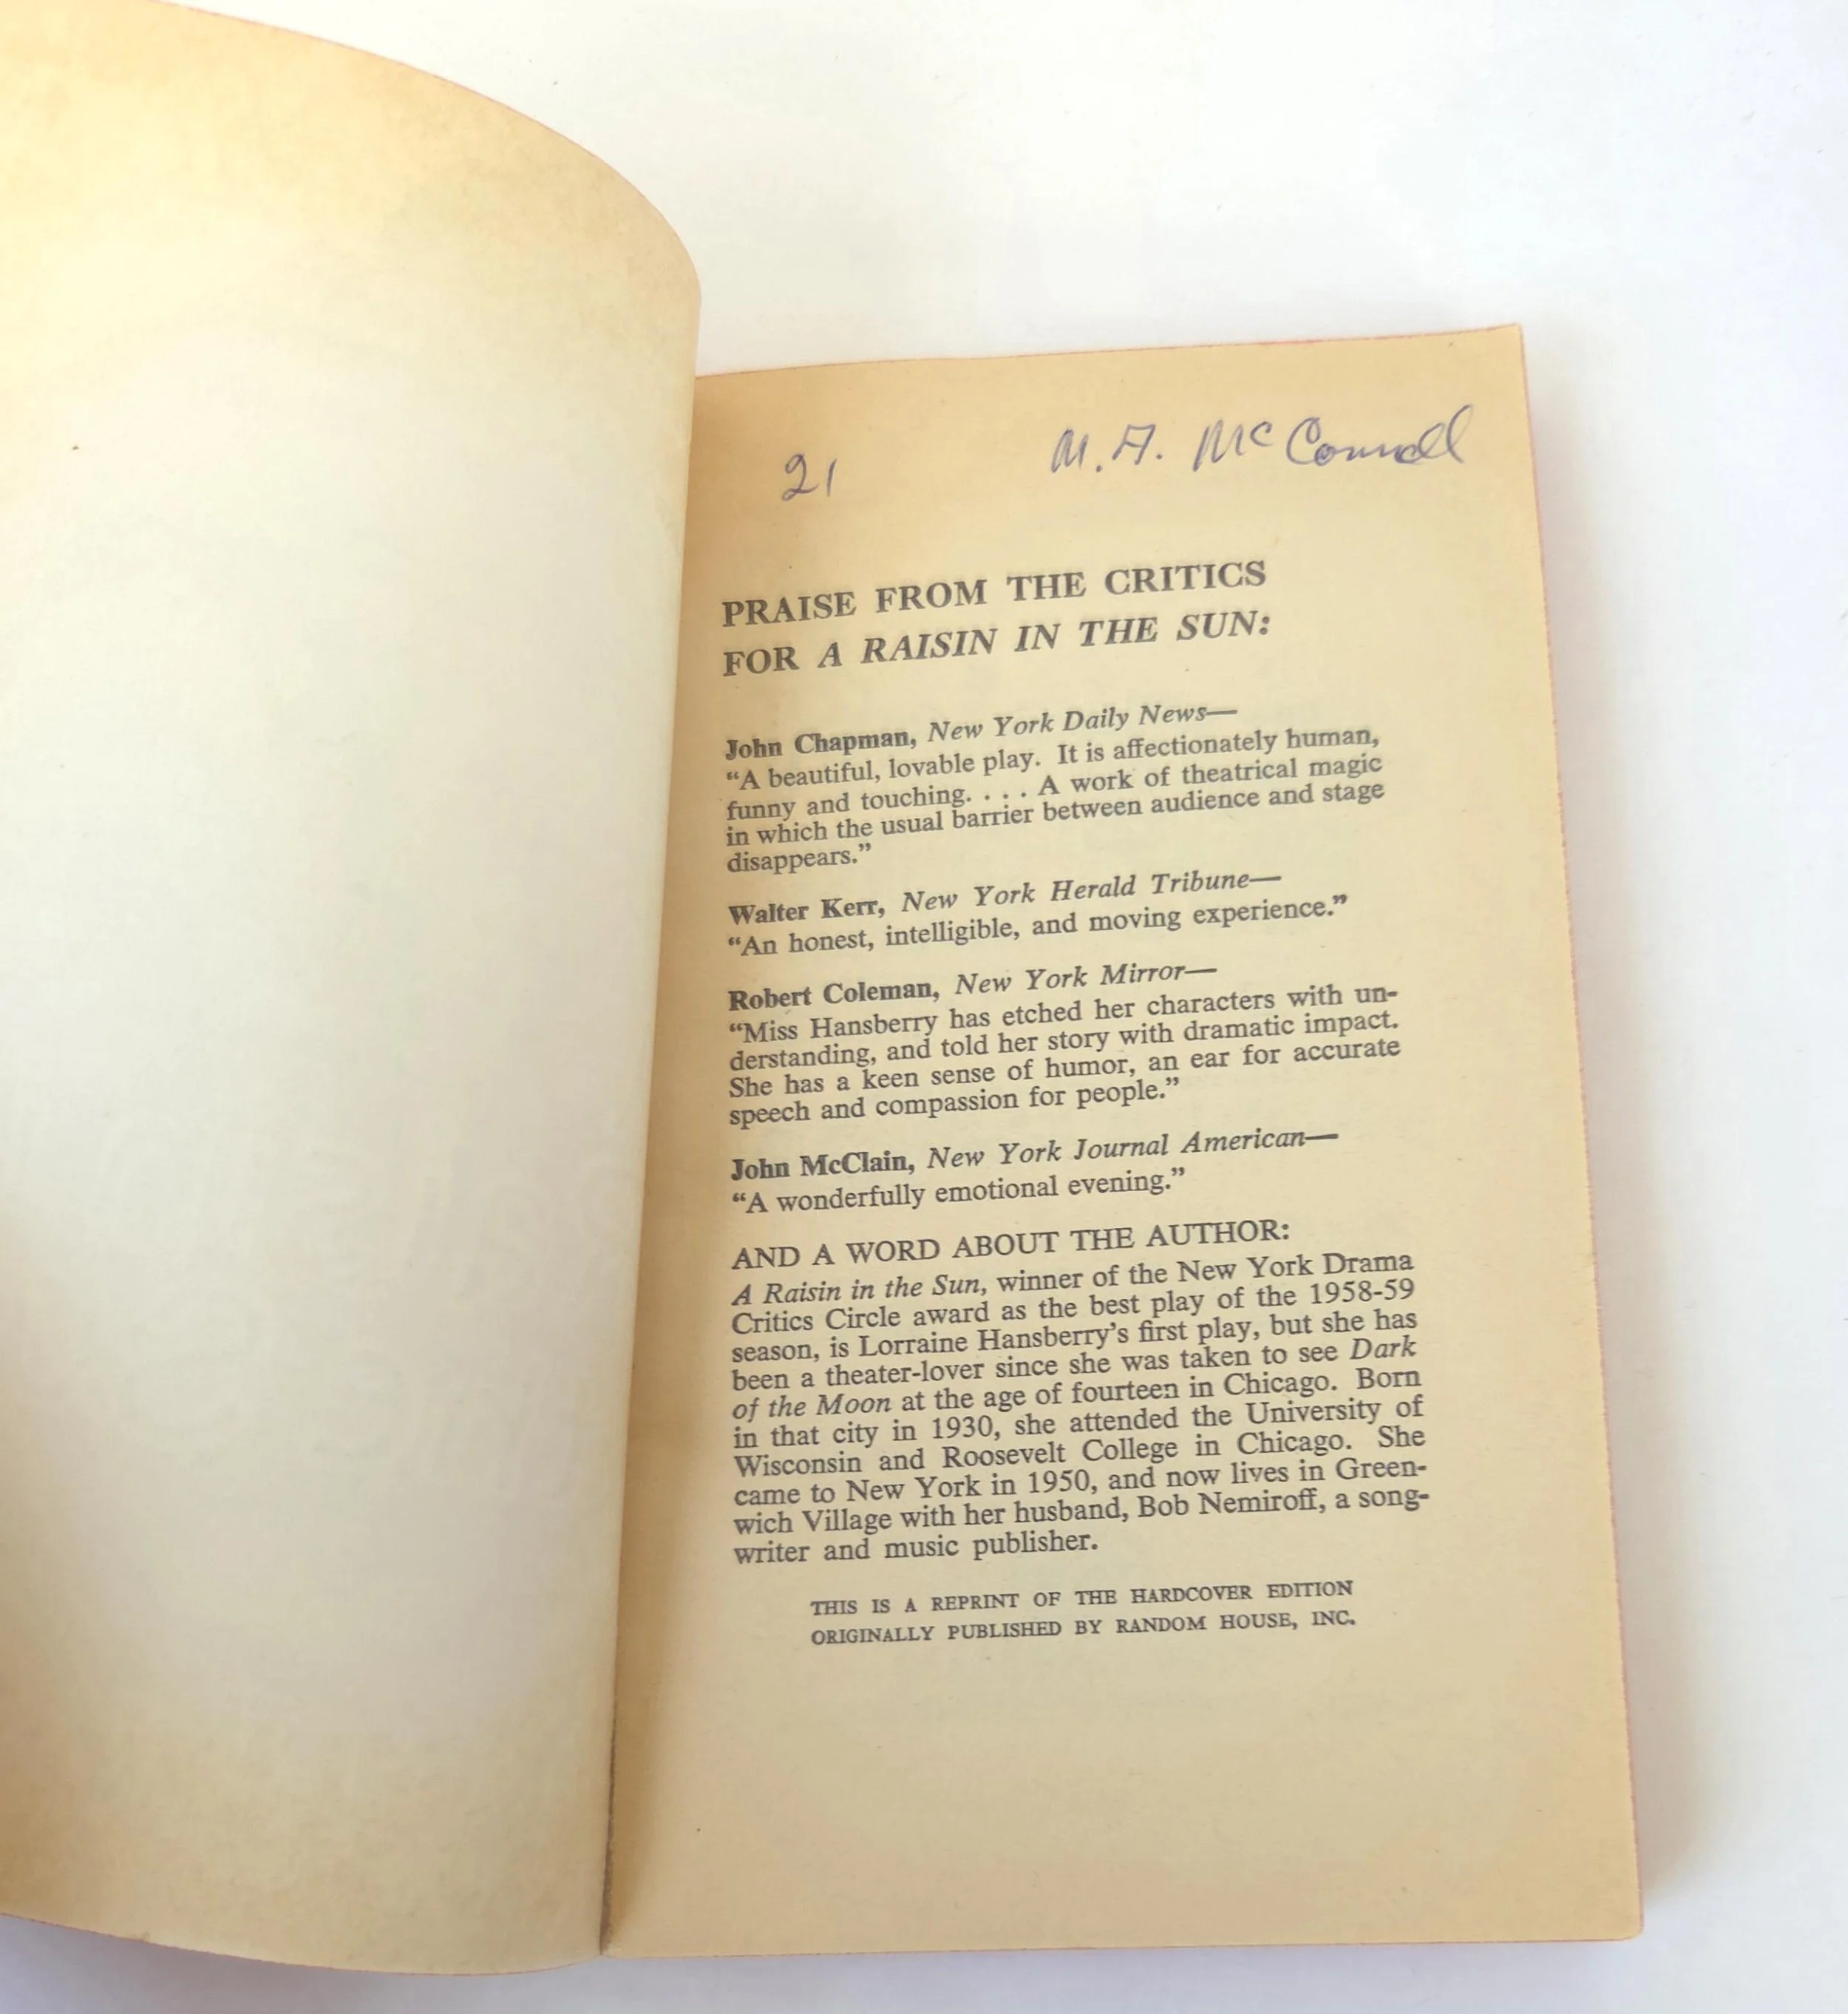 21 M. A. McConnell
PRAISE FROM THE CRITICS
FOR A RAISIN IN THE SUN:
John Chapman, New York Daily News—
“A beautiful, lovable play. It is affectionately human,
funny and touching. . . . A work of theatrical magic
in which the usual barrier between audience and stage
disappears.”
Walter Kerr, New York Herald Tribune—
“An honest, intelligible, and moving experience.”
Robert Coleman, New York Mirror—
“Miss Hansberry has etched her characters with un-
derstanding, and told her story with dramatic impact.
She has a keen sense of humor, an ear for accurate
speech and compassion for people.”
John McClain, New York Journal American—
“A wonderfully emotional evening.”
AND A WORD ABOUT THE AUTHOR:
A Raisin in the Sun, winner of the New York Drama
Critics Circle award as the best play of the 1958-59
season, is Lorraine Hansberry’s first play, but she has
been a theater-lover since she was taken to see Dark
of the Moon at the age of fourteen in Chicago. Born
in that city in 1930, she attended the University of
Wisconsin and Roosevelt College in Chicago. She
came to New York in 1950, and now lives in Green-
wich Village with her husband, Bob Nemiroff, a song-
writer and music publisher.
THIS IS A REPRINT OF THE HARDCOVER EDITION
ORIGINALLY PUBLISHED BY RANDOM HOUSE, INC.